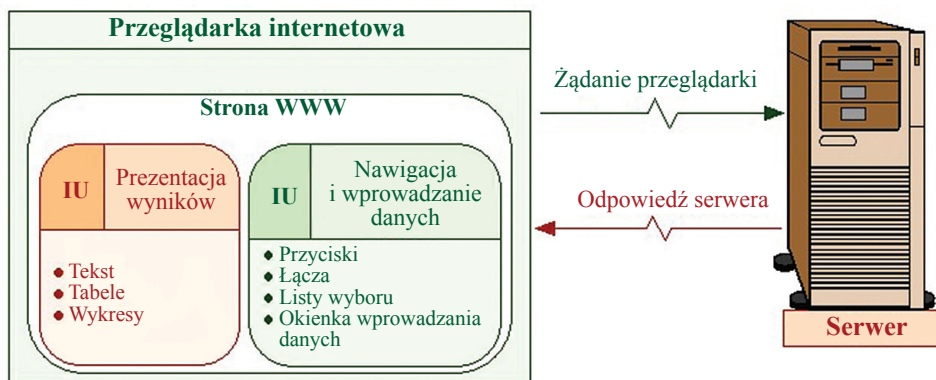 Przeglądarka internetowa
Strona WWW
IU
Prezentacja
wyników
Tekst
Tabele
Wykresy
IU
Nawigacja
i wprowadzanie
danych
Przyciski
Łącza
Listy wyboru
Okienka wprowadzania
danych
Żądanie przeglądarki
Odpowiedź serwera
Serwer